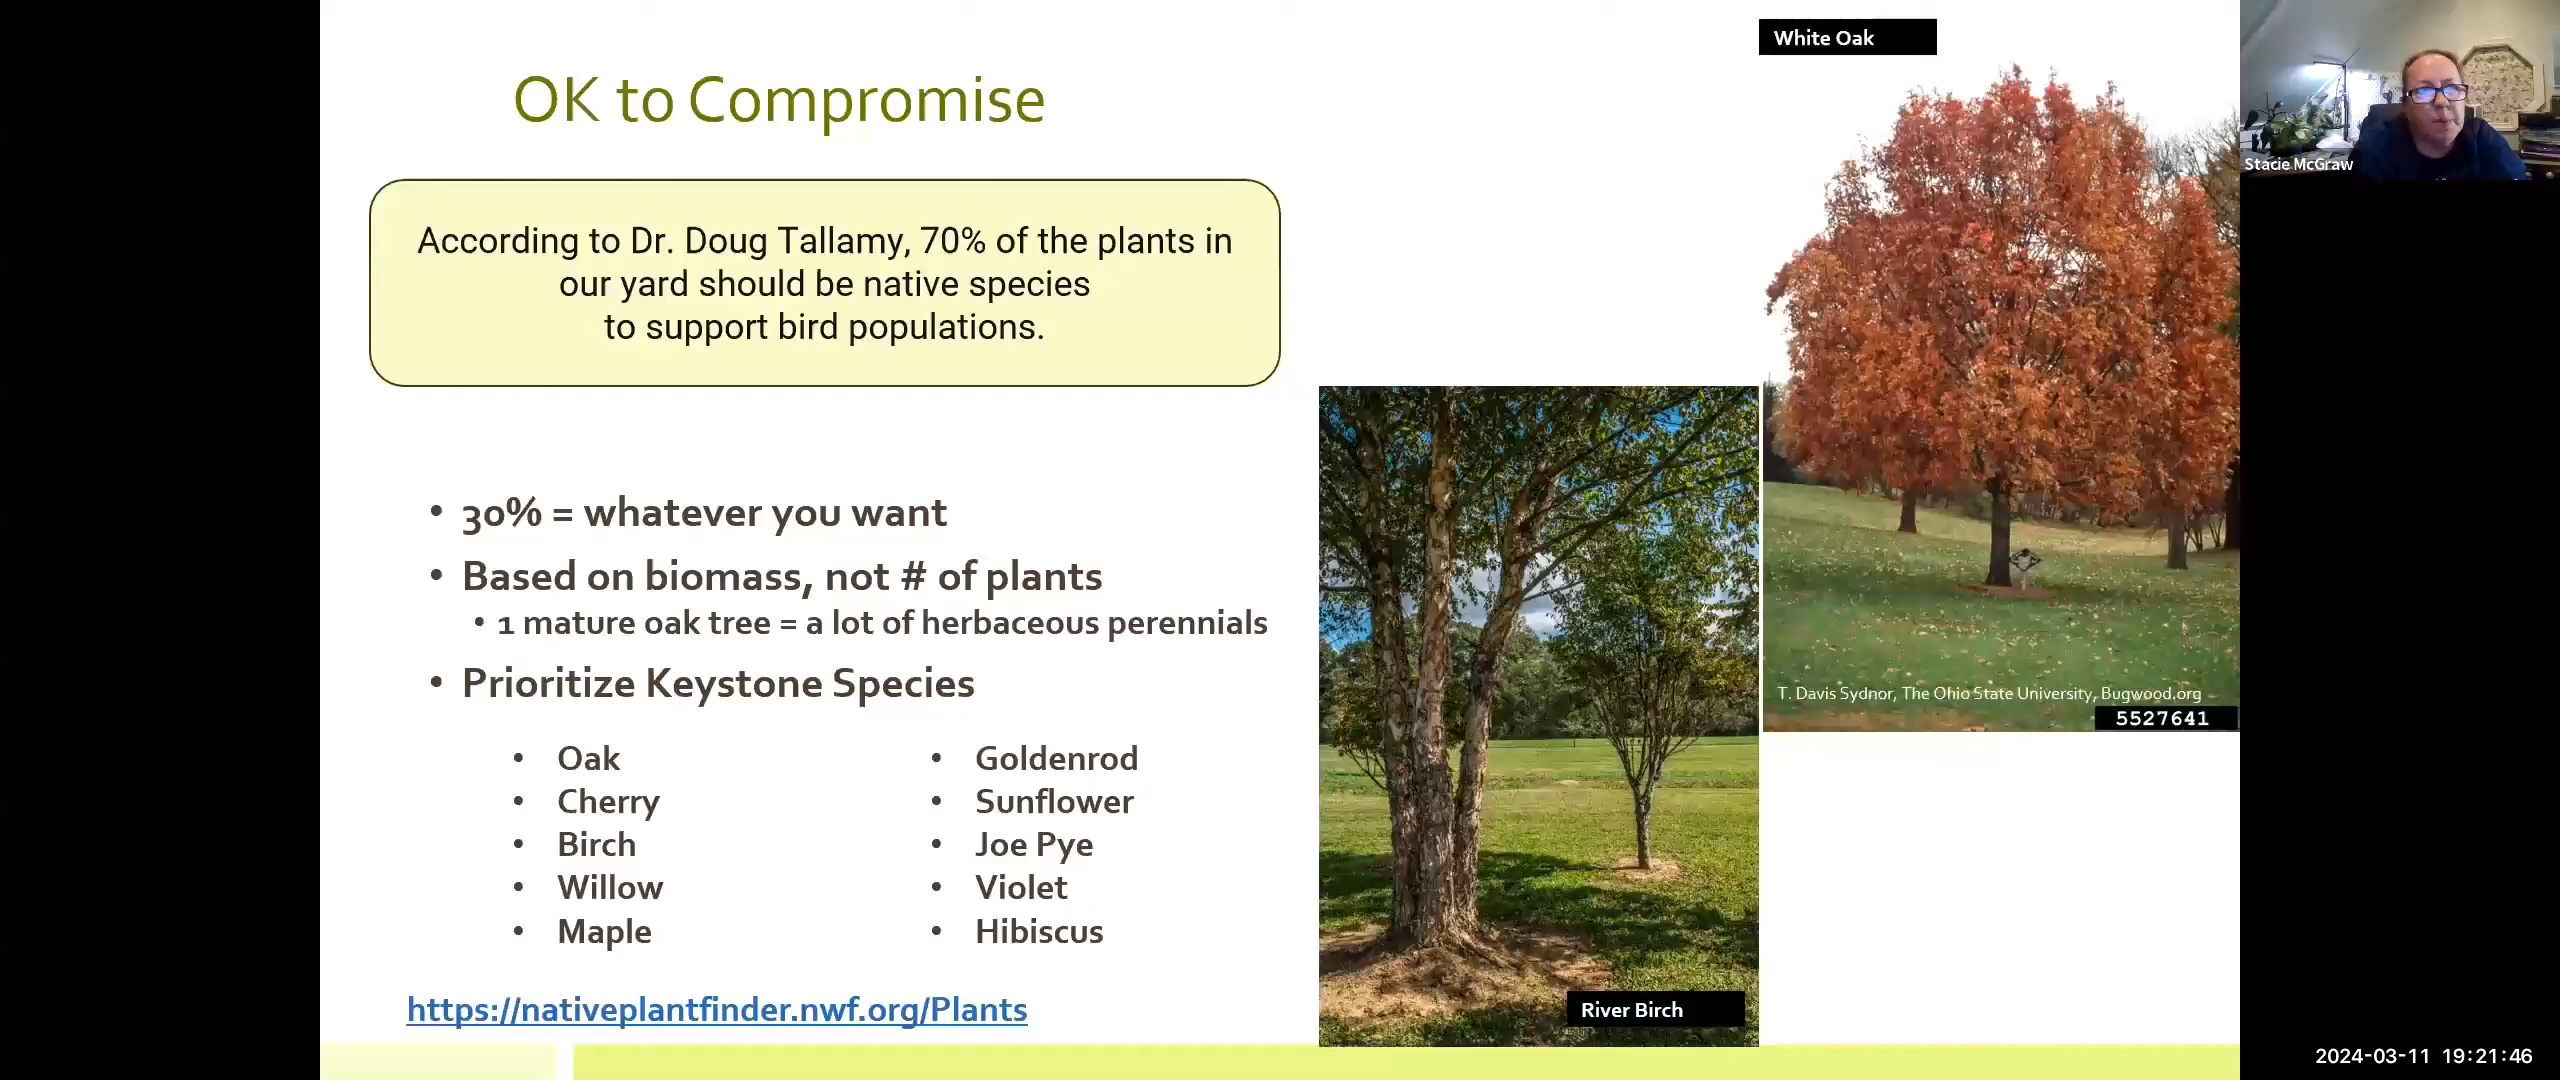 White Oak
OK to Compromise
Stacie McGraw
According to Dr. Doug Tallamy, 70% of the plants in
our yard should be native species
to support bird populations.
• 30% = whatever you want
• Based on biomass, not # of plants
• 1 mature oak tree = a lot of herbaceous perennials
• Prioritize Keystone Species
• Oak
• Cherry
• Birch
• Willow
• Maple
• Goldenrod
• Sunflower
• Joe Pye
• Violet
• Hibiscus
https://nativeplantfinder.nwf.org/Plants
T. Davis Sydnor, The Ohio State University, Bugwood.org
5527641
River Birch
2024-03-11 19:21:46